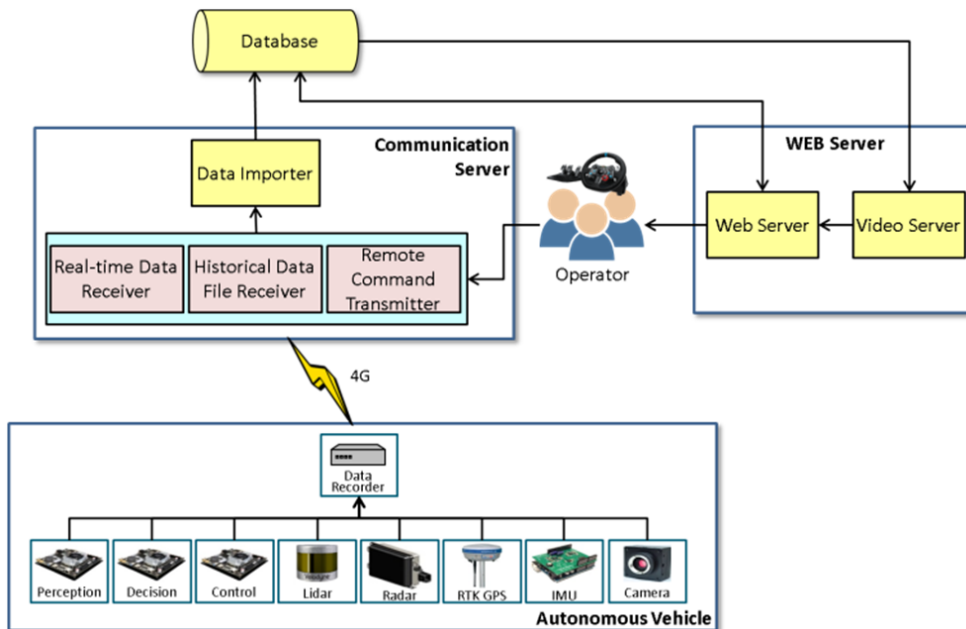 Database
Communication
Server
WEB Server
Data Importer
Web Server
Video Server
Real-time Data
Receiver
Historical Data
File Receiver
Remote
Command
Transmitter
Operator
4G
Data
Recorder
Perception
Decision
Control
Lidar
Radar
RTK GPS
IMU
Camera
Autonomous Vehicle